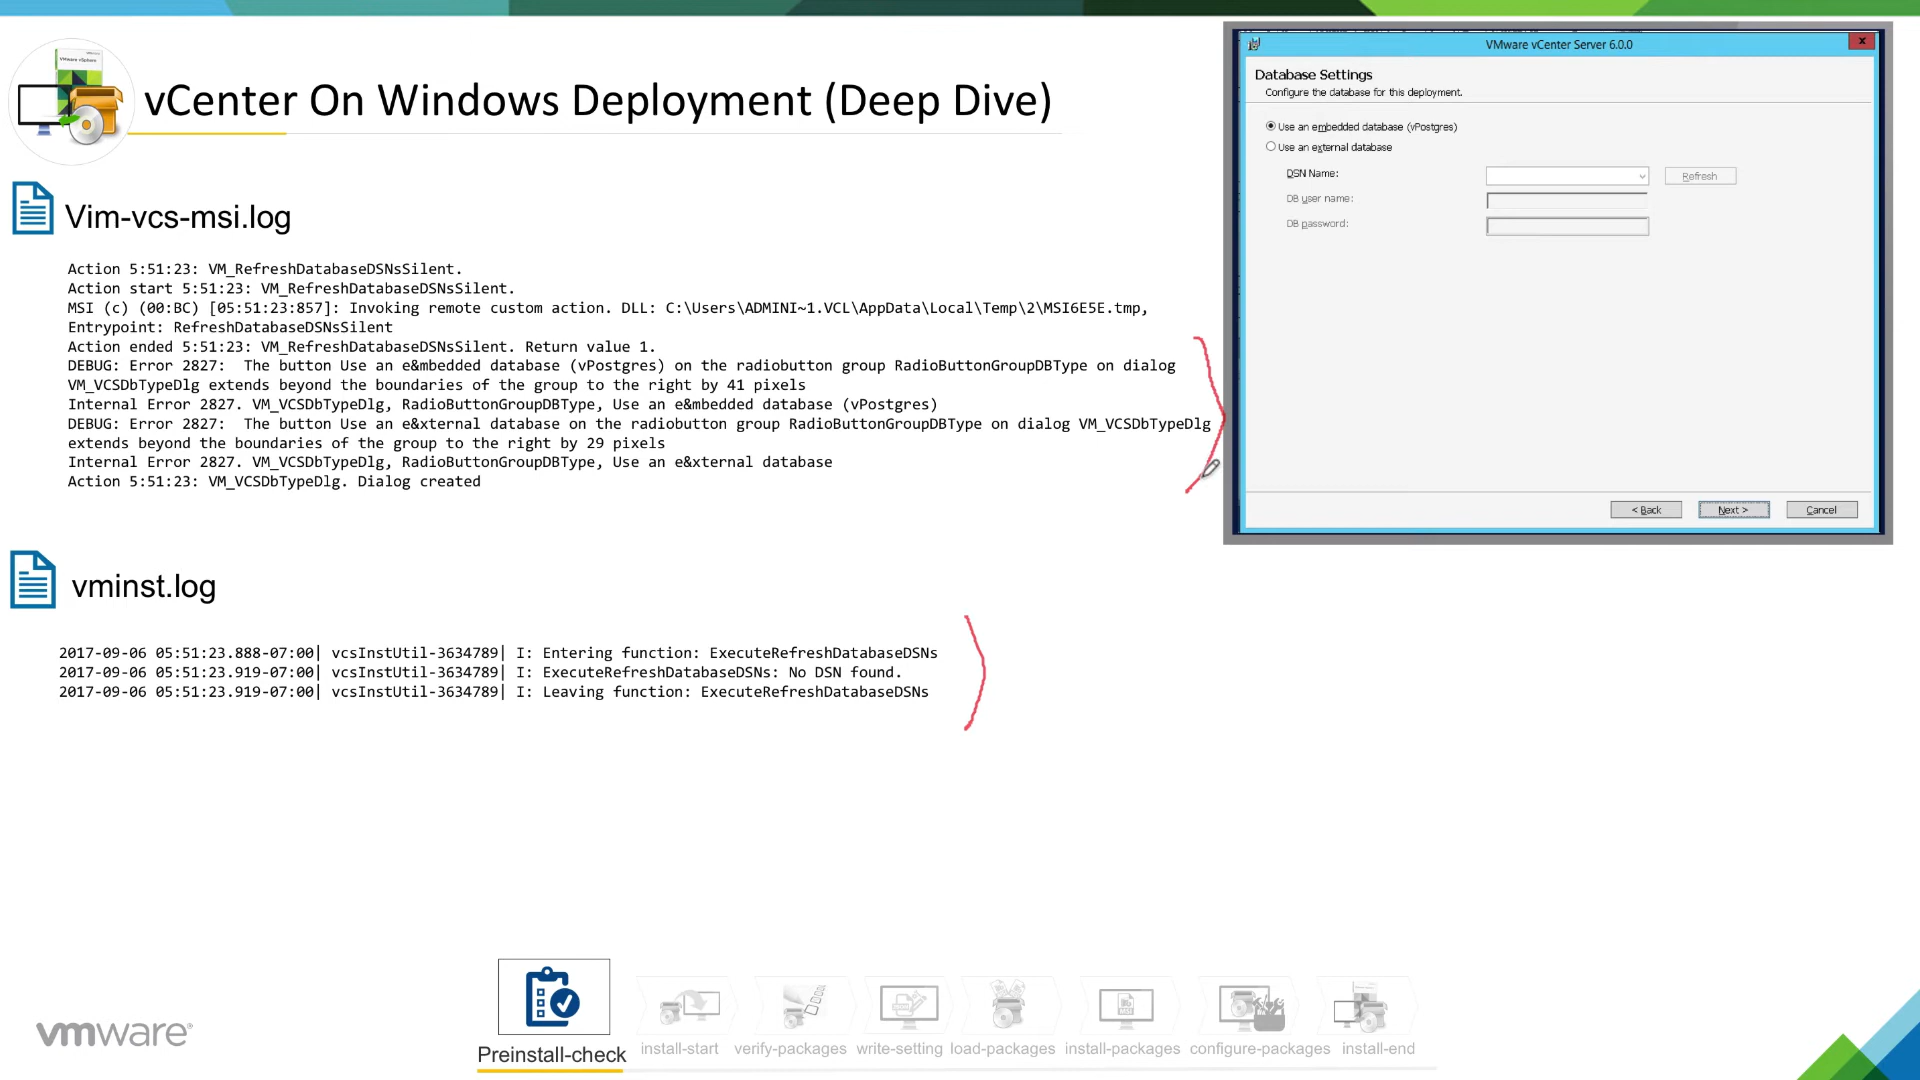 vCenter On Windows Deployment (Deep Dive)
Vim-vcs-msi.log
Action 5:51:23: VM_RefreshDatabaseDSNsSilent.
Action start 5:51:23: VM_RefreshDatabaseDSNsSilent.
MSI (c) (00:BC) [05:51:23:857]: Invoking remote custom action. DLL: C:\Users\ADMINI~1.VCL\AppData\Local\Temp\2\MSI6E5E.tmp,
Entrypoint: RefreshDatabaseDSNsSilent
Action ended 5:51:23: VM_RefreshDatabaseDSNsSilent. Return value 1.
DEBUG: Error 2827:  The button Use an e&mbedded database (vPostgres) on the radiobutton group RadioButtonGroupDBType on dialog
VM_VCSDbTypeDlg extends beyond the boundaries of the group to the right by 41 pixels
Internal Error 2827. VM_VCSDbTypeDlg, RadioButtonGroupDBType, Use an e&mbedded database (vPostgres)
DEBUG: Error 2827:  The button Use an e&xternal database on the radiobutton group RadioButtonGroupDBType on dialog VM_VCSDbTypeDlg
extends beyond the boundaries of the group to the right by 29 pixels
Internal Error 2827. VM_VCSDbTypeDlg, RadioButtonGroupDBType, Use an e&xternal database
Action 5:51:23: VM_VCSDbTypeDlg. Dialog created
vminst.log
2017-09-06 05:51:23.888-07:00| vcsInstUtil-3634789| I: Entering function: ExecuteRefreshDatabaseDSNs
2017-09-06 05:51:23.919-07:00| vcsInstUtil-3634789| I: ExecuteRefreshDatabaseDSNs: No DSN found.
2017-09-06 05:51:23.919-07:00| vcsInstUtil-3634789| I: Leaving function: ExecuteRefreshDatabaseDSNs
VMware vCenter Server 6.0.0
Database Settings
Configure the database for this deployment.
Use an embedded database (vPostgres)
Use an external database
DSN Name:
Refresh
DB user name:
DB password:
< Back
Next >
Cancel
vmware
Preinstall-check
install-start
verify-packages
write-setting
load-packages
install-packages
configure-packages
install-end